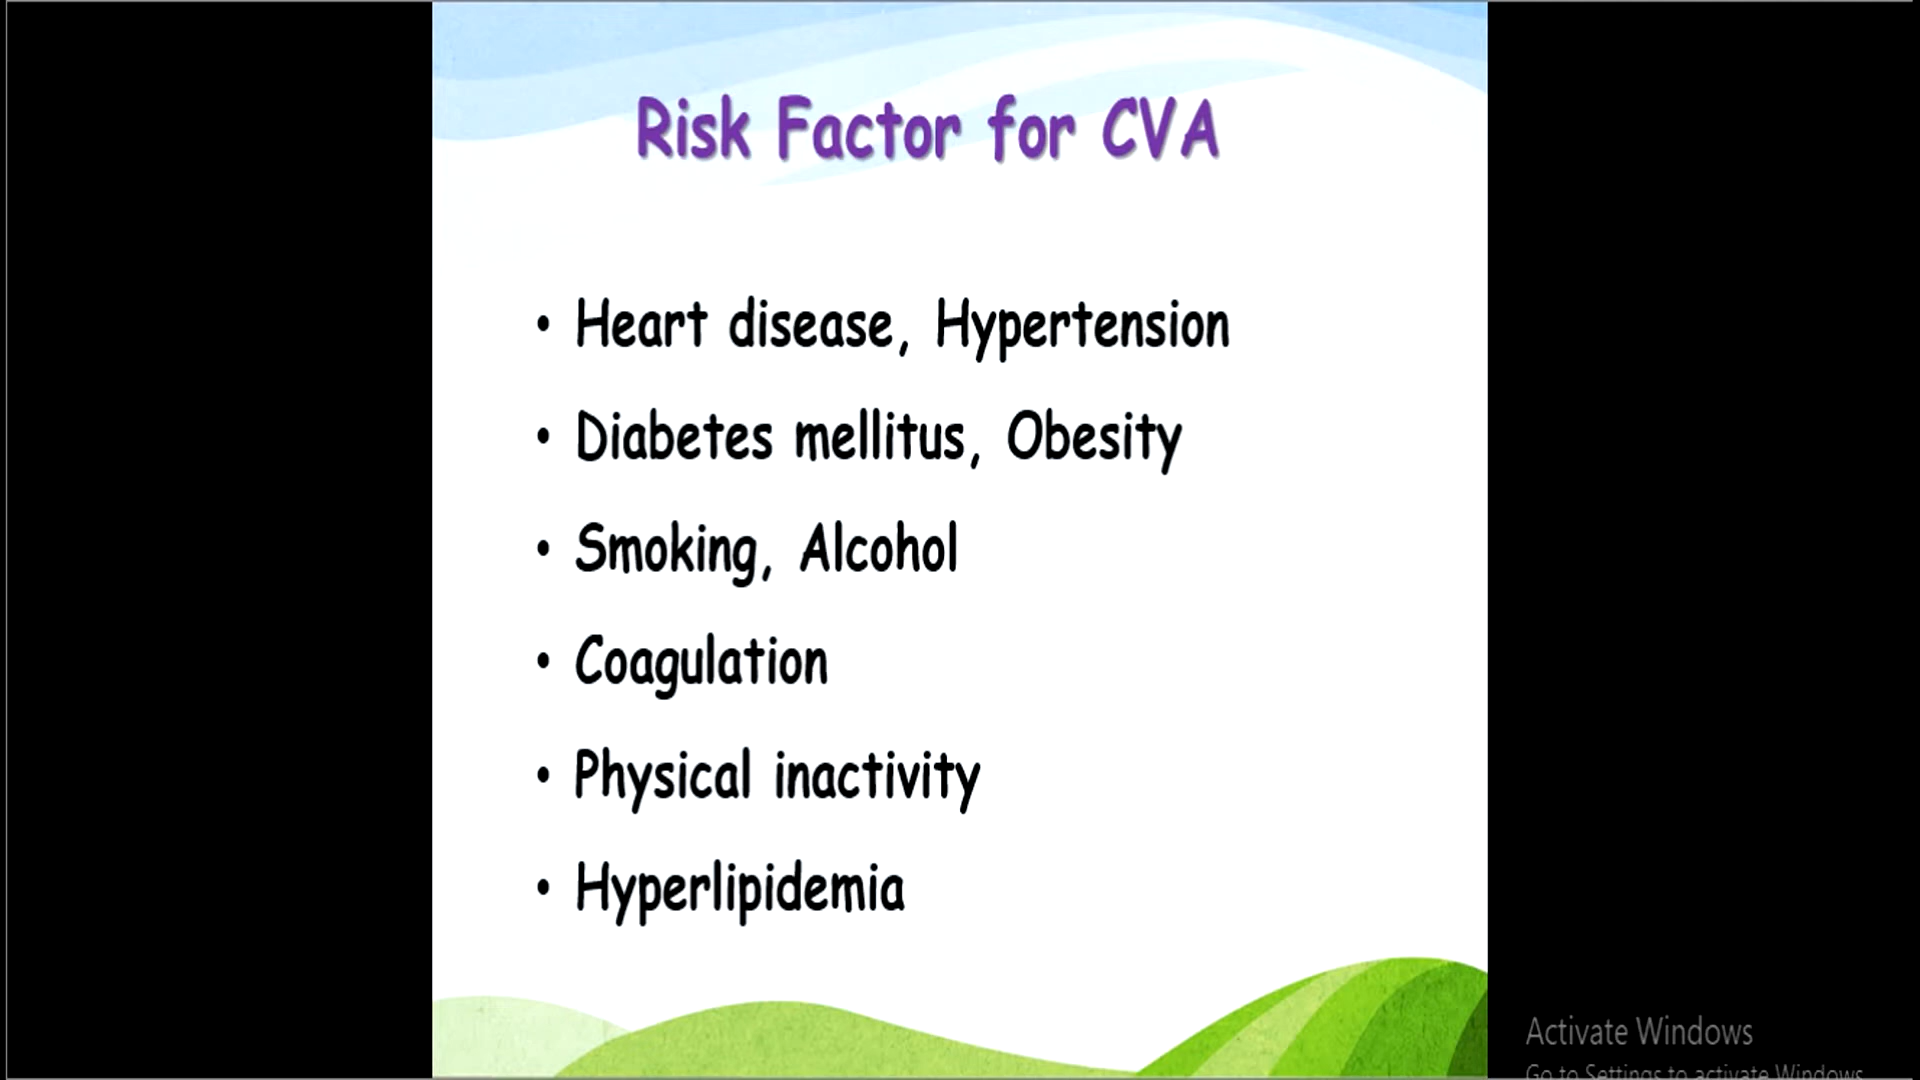 Risk Factor for CVA
• Heart disease, Hypertension
• Diabetes mellitus, Obesity
• Smoking, Alcohol
• Coagulation
• Physical inactivity
• Hyperlipidemia
Activate Windows
Go to Settings to activate Windows.